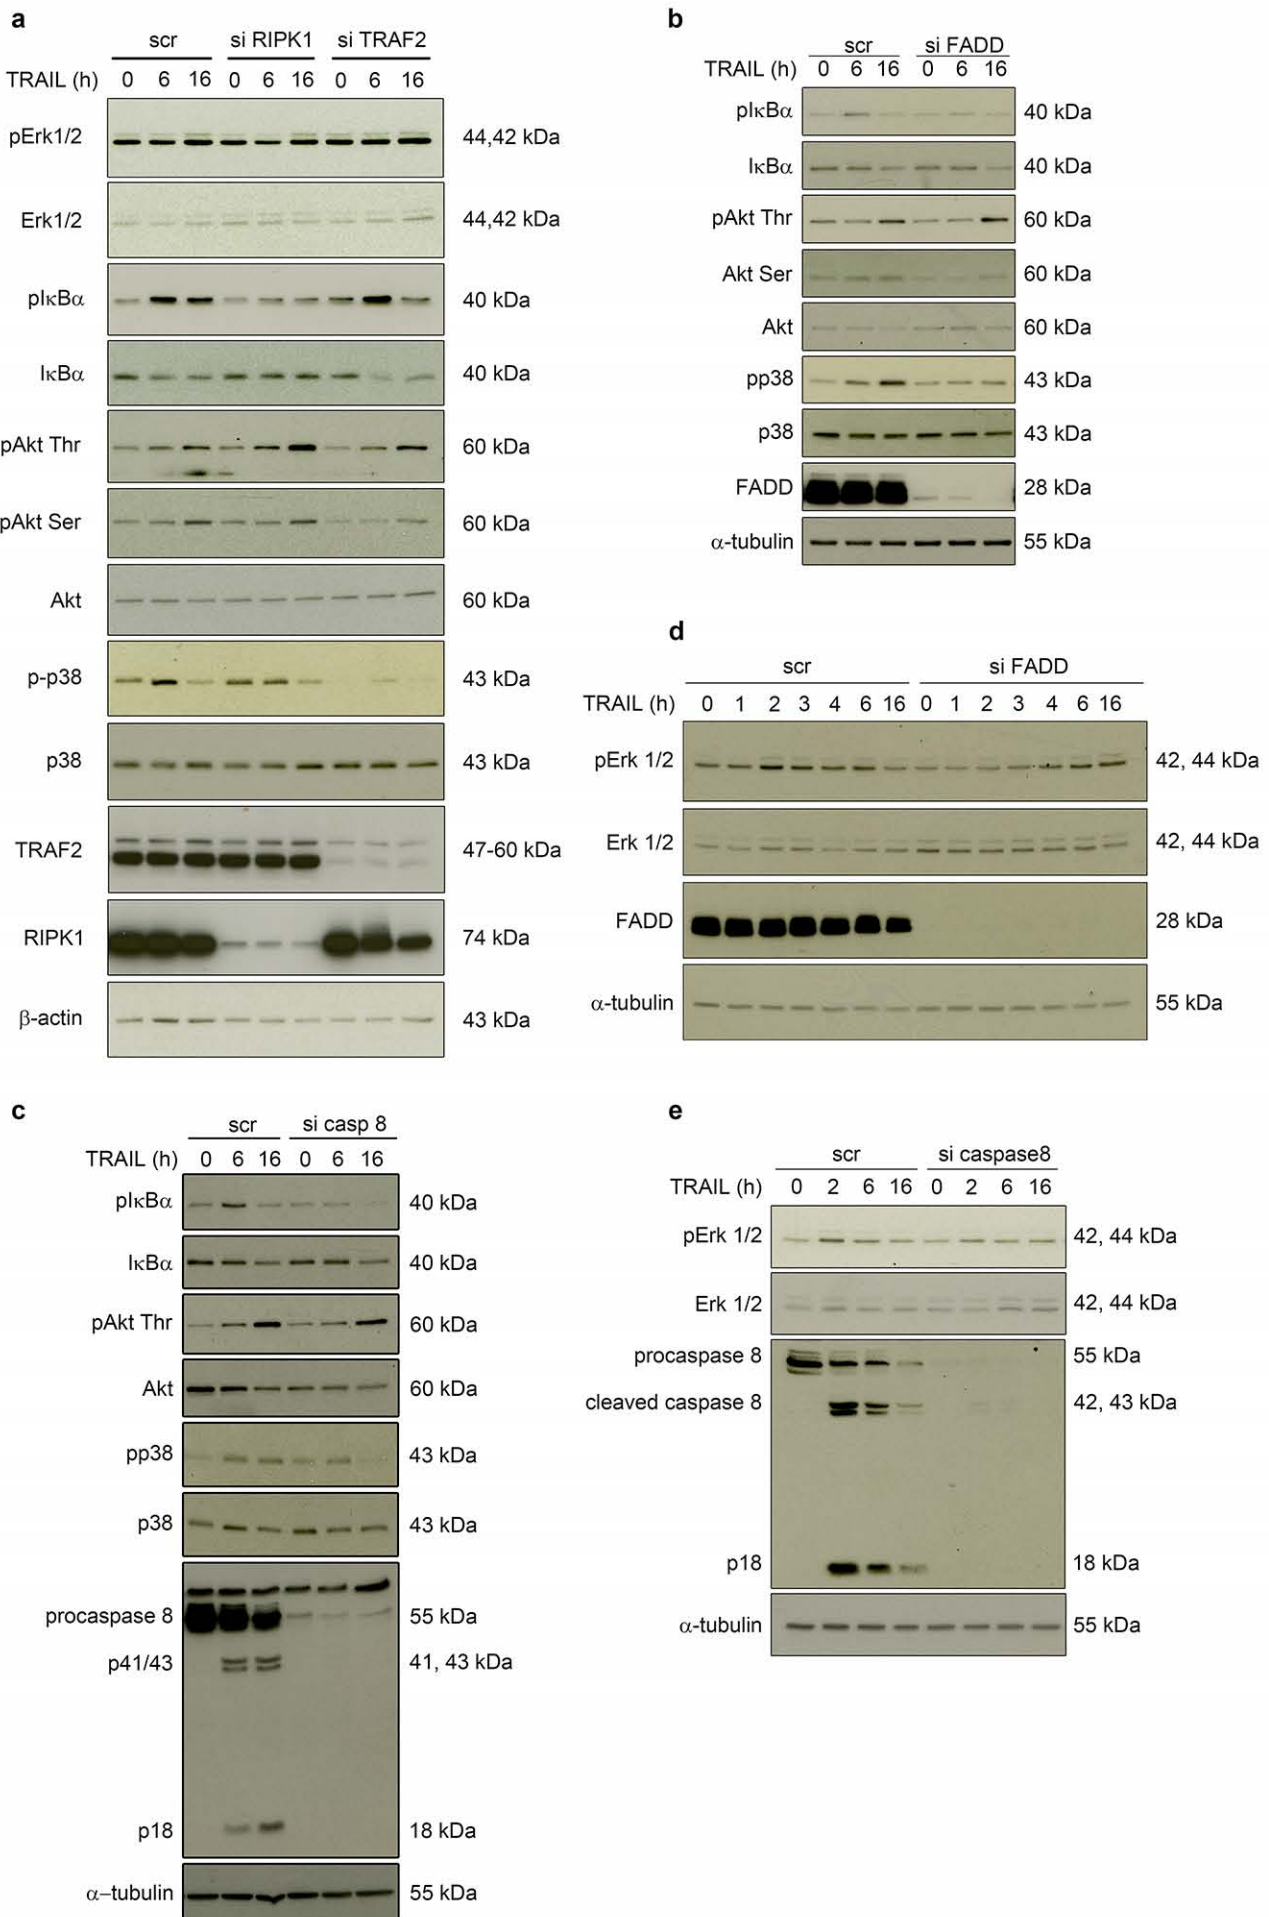 a
scr si RIPK1 si TRAF2
TRAIL (h) 0 6 16 0 6 16 0 6 16
pErk1/2 44,42 kDa
Erk1/2 44,42 kDa
pIκBα 40 kDa
IκBα 40 kDa
pAkt Thr 60 kDa
pAkt Ser 60 kDa
Akt 60 kDa
p-p38 43 kDa
p38 43 kDa
TRAF2 47-60 kDa
RIPK1 74 kDa
β-actin 43 kDa
b
scr si FADD
TRAIL (h) 0 6 16 0 6 16
pIκBα 40 kDa
IκBα 40 kDa
pAkt Thr 60 kDa
Akt Ser 60 kDa
Akt 60 kDa
pp38 43 kDa
p38 43 kDa
FADD 28 kDa
α-tubulin 55 kDa
d
scr si FADD
TRAIL (h) 0 1 2 3 4 6 16 0 1 2 3 4 6 16
pErk 1/2 42, 44 kDa
Erk 1/2 42, 44 kDa
FADD 28 kDa
α-tubulin 55 kDa
c
scr si casp 8
TRAIL (h) 0 6 16 0 6 16
pIκBα 40 kDa
IκBα 40 kDa
pAkt Thr 60 kDa
Akt 60 kDa
pp38 43 kDa
p38 43 kDa
procaspase 8 55 kDa
p41/43 41, 43 kDa
p18 18 kDa
α–tubulin 55 kDa
e
scr si caspase8
TRAIL (h) 0 2 6 16 0 2 6 16
pErk 1/2 42, 44 kDa
Erk 1/2 42, 44 kDa
procaspase 8 55 kDa
cleaved caspase 8 42, 43 kDa
p18 18 kDa
α-tubulin 55 kDa